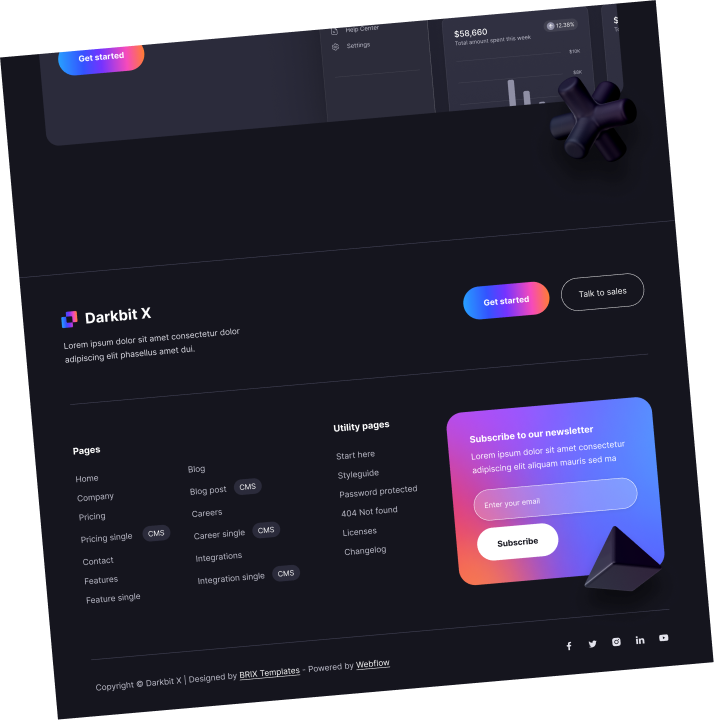 Get started
Help Center
Settings
$58,660
12.38%
Total amount spent this week
$10K
$8K
Darkbit X
Lorem ipsum dolor sit amet consectetur dolor
adipiscing elit phasellus amet dui.
Get started
Talk to sales
Pages
Home
Company
Pricing
Pricing single CMS
Contact
Features
Feature single
Blog
Blog post CMS
Careers
Career single CMS
Integrations
Integration single CMS
Utility pages
Start here
Styleguide
Password protected
404 Not found
Licenses
Changelog
Subscribe to our newsletter
Lorem ipsum dolor sit amet consectetur
adipiscing elit aliquam mauris sed ma
Enter your email
Subscribe
Copyright © Darkbit X | Designed by BRIX Templates - Powered by Webflow